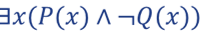 ∃x(P(x) ∧ ¬Q(x))